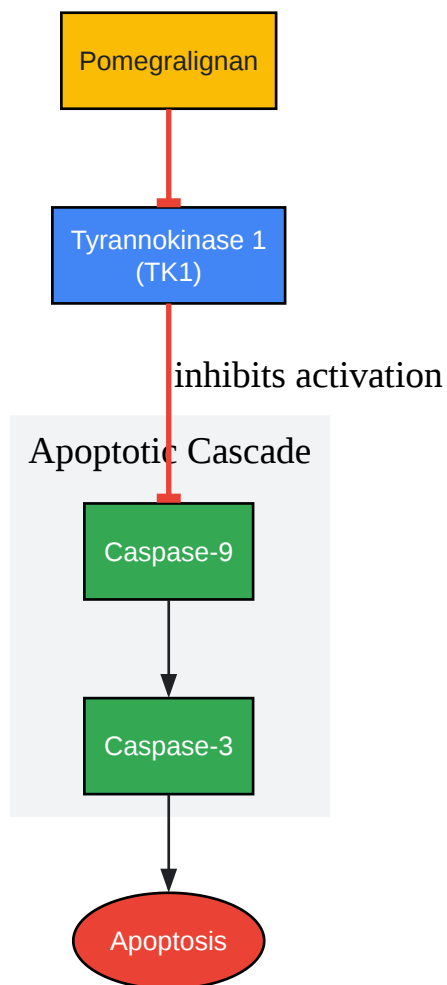 Pomegralignan
Tyrannokinase 1
(TK1)
inhibits activation
Apoptotic Cascade
Caspase-9
Caspase-3
Apoptosis